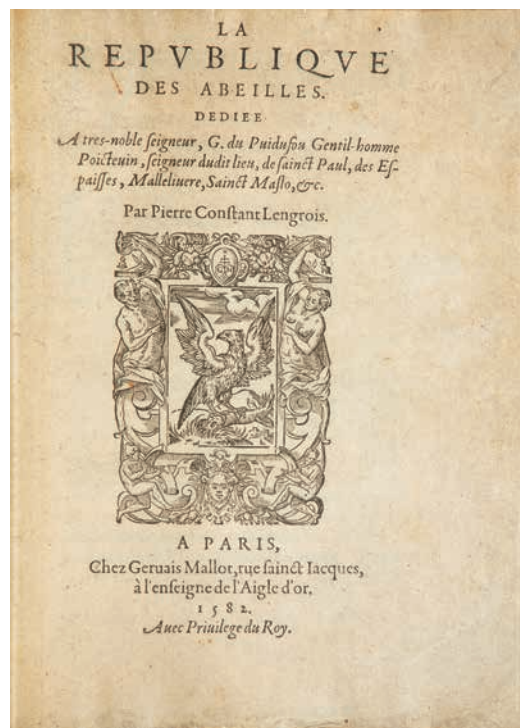 LA
REPVBLIQVE
DES ABEILLES.
DEDIEE
A tres-noble ſeigneur, G. du Puiduſou Gentil-homme
Poicteuin, ſeigneur dudit lieu, de ſainct Paul, des Eſ-
paiſſes, Malleliuere, Sainct Maſlo, &c.
Par Pierre Conſtant Lengrois.
A PARIS,
Chez Geruais Mallot, rue ſainct Iacques,
à l'enſeigne de l'Aigle d'or.
1582.
Auec Priuilege du Roy.